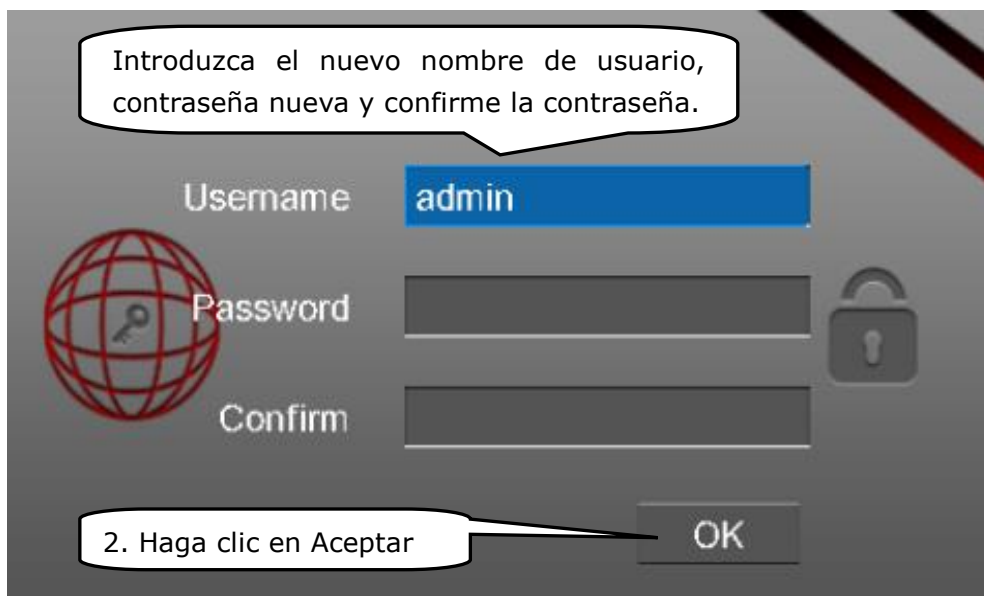 Introduzca el nuevo nombre de usuario,
contraseña nueva y confirme la contraseña.
Username admin
Password
Confirm
2. Haga clic en Aceptar
OK